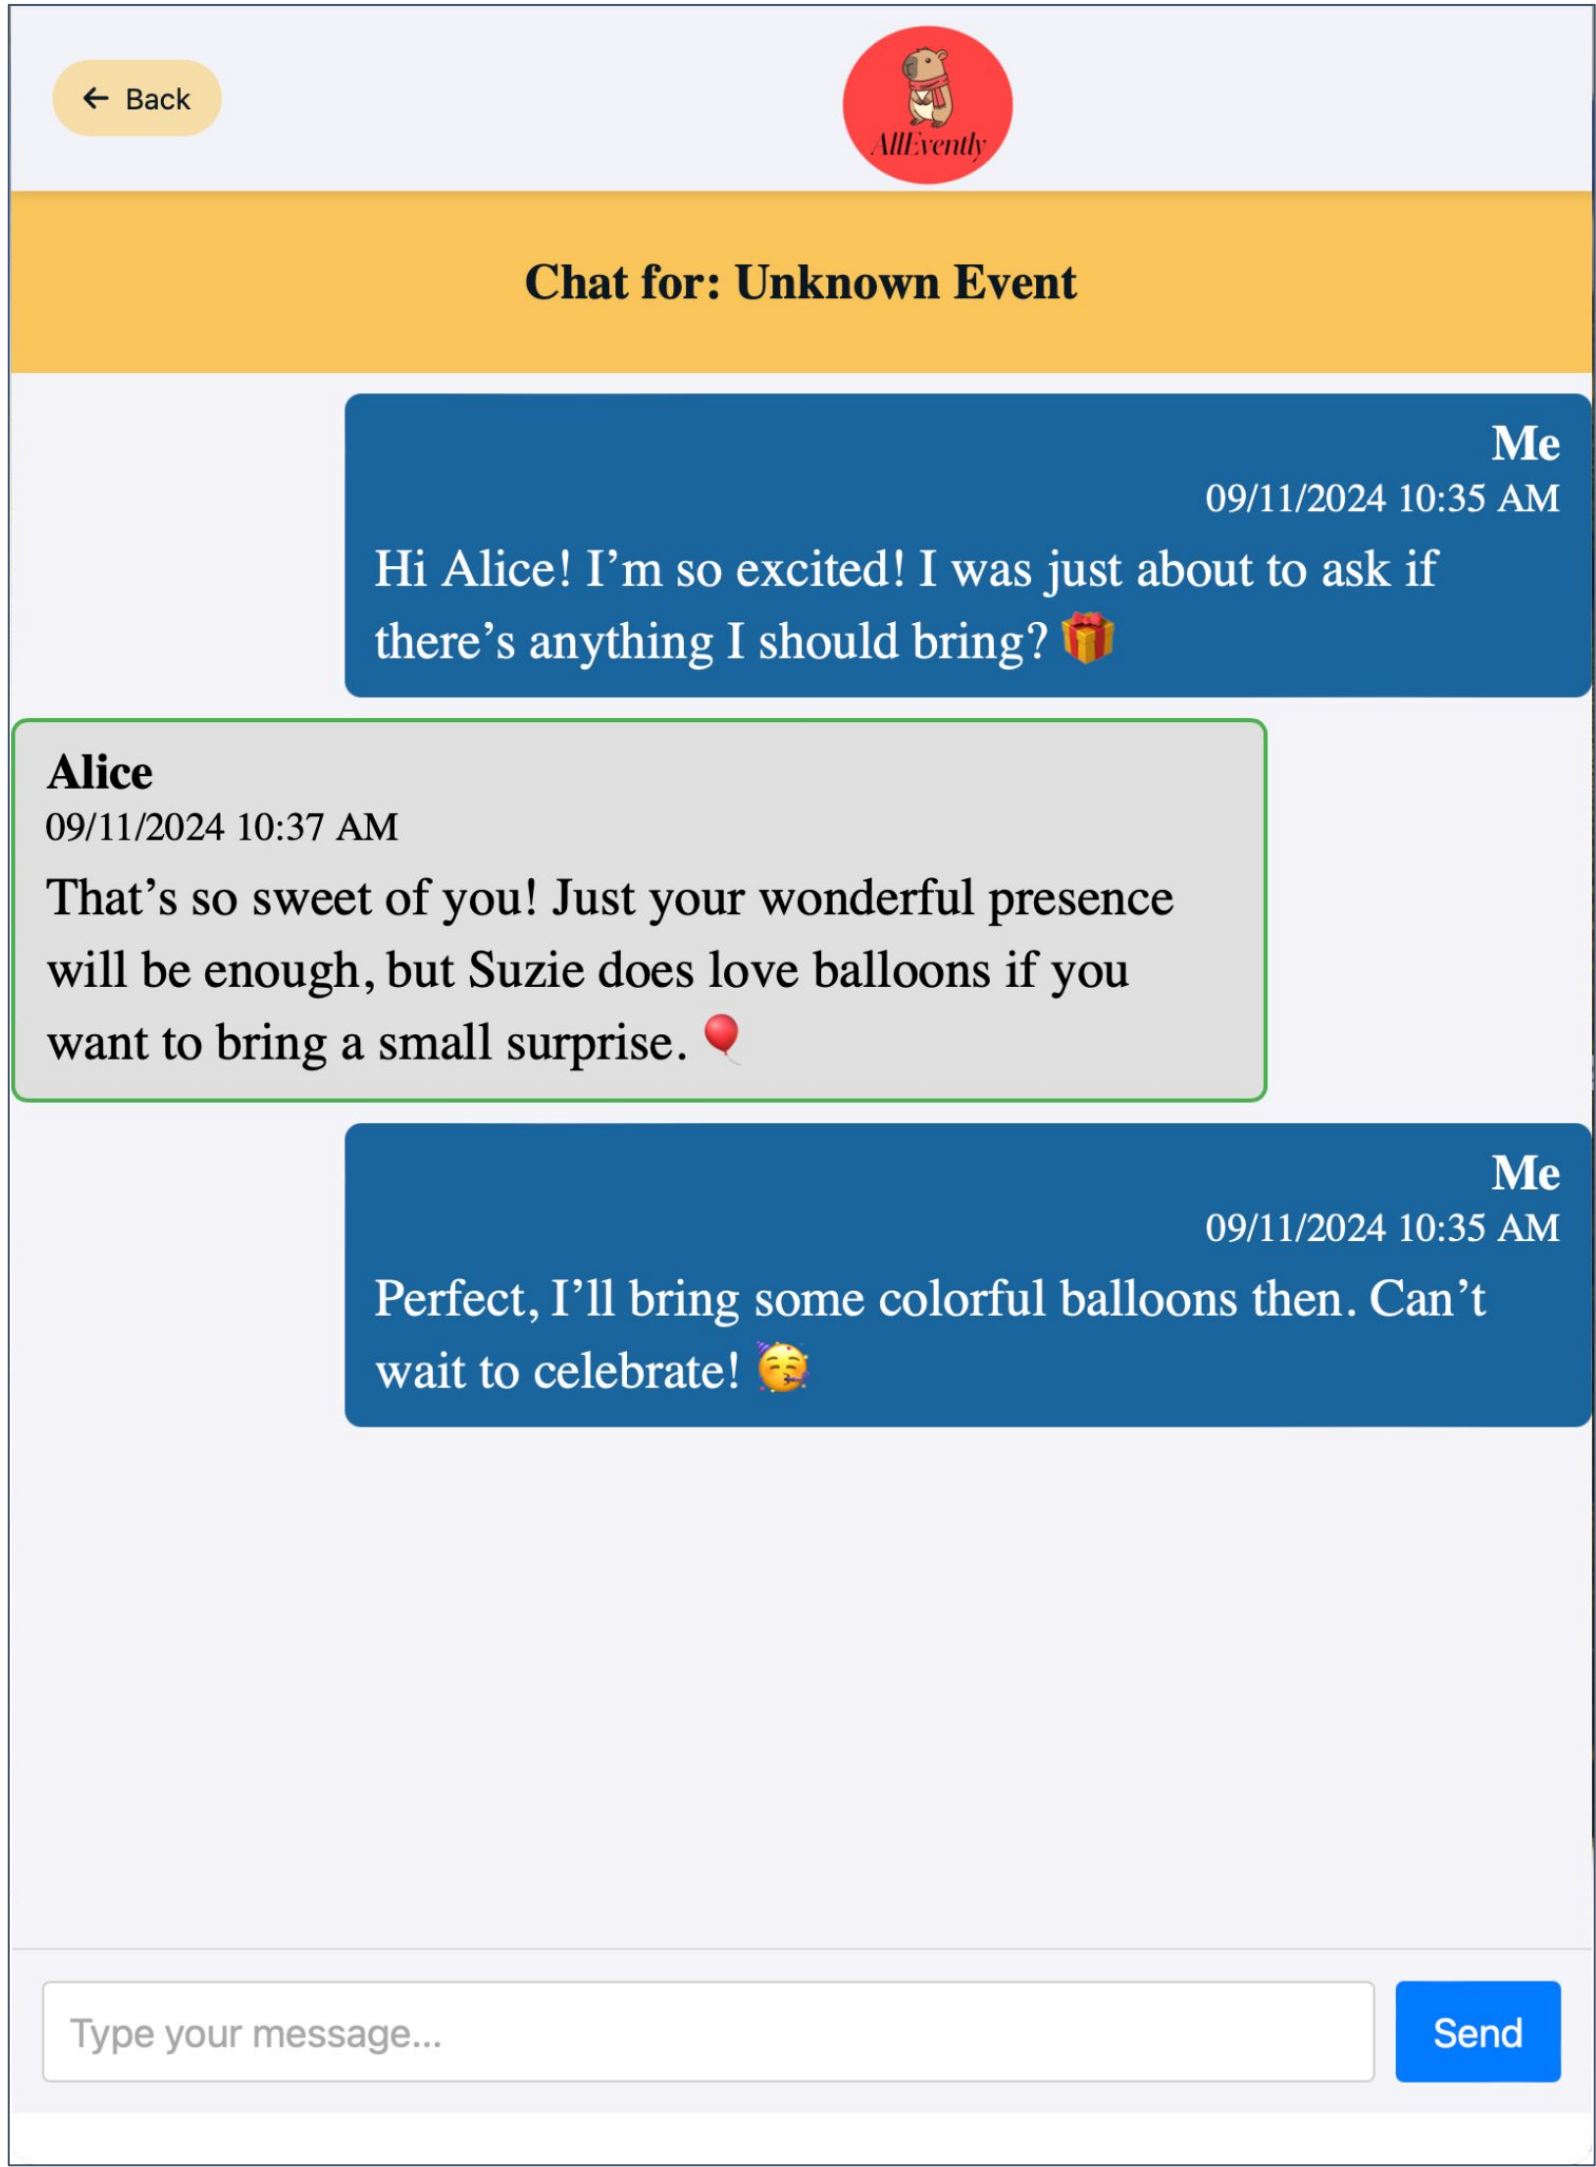 ← Back
AllEvently
Chat for: Unknown Event
Me
09/11/2024 10:35 AM
Hi Alice! I’m so excited! I was just about to ask if
there’s anything I should bring? 🎁
Alice
09/11/2024 10:37 AM
That’s so sweet of you! Just your wonderful presence
will be enough, but Suzie does love balloons if you
want to bring a small surprise. 🎈
Me
09/11/2024 10:35 AM
Perfect, I’ll bring some colorful balloons then. Can’t
wait to celebrate! 🥳
Type your message...
Send